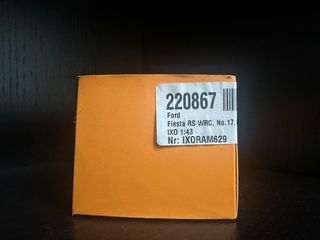 220867
Ford
Fiesta RS WRC, No.17,
IXO 1:43
Nr: IXORAM629